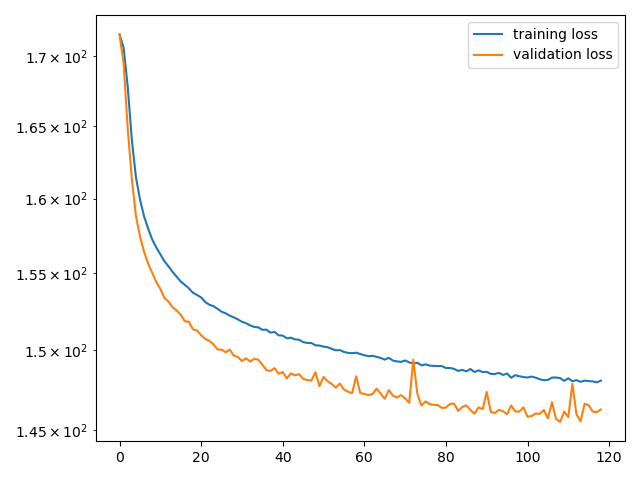 training loss
validation loss
1.7 × 10²
1.65 × 10²
1.6 × 10²
1.55 × 10²
1.5 × 10²
1.45 × 10²
0 20 40 60 80 100 120